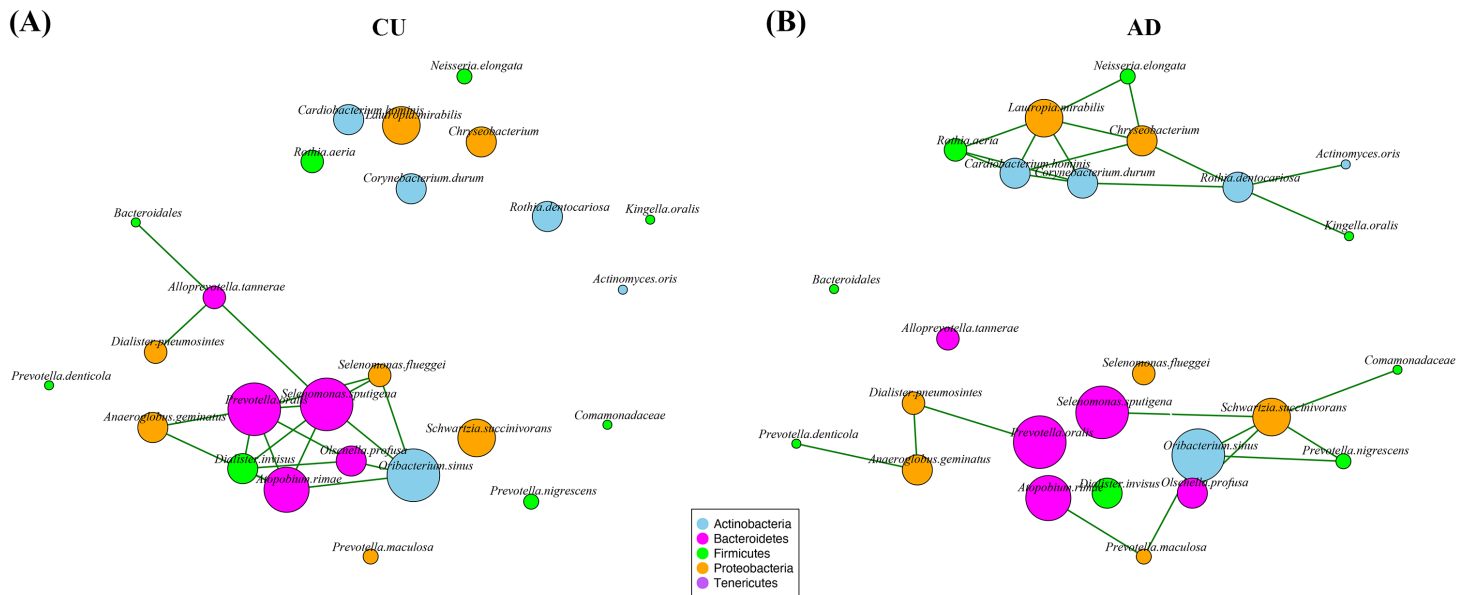 (A)
CU
Neisseria.elongata
Cardiobacterium.hominis
Lauropia.mirabilis
Chryseobacterium
Rothia.aeria
Corynebacterium.durum
Rothia.dentocariosa
Kingella.oralis
Bacteroidales
Actinomyces.oris
Alloprevotella.tannerae
Dialister.pneumosintes
Selenomonas.flueggei
Prevotella.denticola
Prevotella.oralis
Selenomonas.sputigena
Anaeroglobus.geminatus
Comamonadaceae
Schwartzia.succinivorans
Olsenella.profusa
Dialister.invisus
Oribacterium.sinus
Atopobium.rimae
Prevotella.nigrescens
Prevotella.maculosa
Actinobacteria
Bacteroidetes
Firmicutes
Proteobacteria
Tenericutes
(B)
AD
Neisseria.elongata
Lauropia.mirabilis
Chryseobacterium
Rothia.aeria
Actinomyces.oris
Cardiobacterium.hominis
Corynebacterium.durum
Rothia.dentocariosa
Kingella.oralis
Bacteroidales
Alloprevotella.tannerae
Selenomonas.flueggei
Comamonadaceae
Dialister.pneumosintes
Selenomonas.sputigena
Schwartzia.succinivorans
Prevotella.denticola
Prevotella.oralis
Oribacterium.sinus
Prevotella.nigrescens
Anaeroglobus.geminatus
Atopobium.rimae
Dialister.invisus
Olsenella.profusa
Prevotella.maculosa